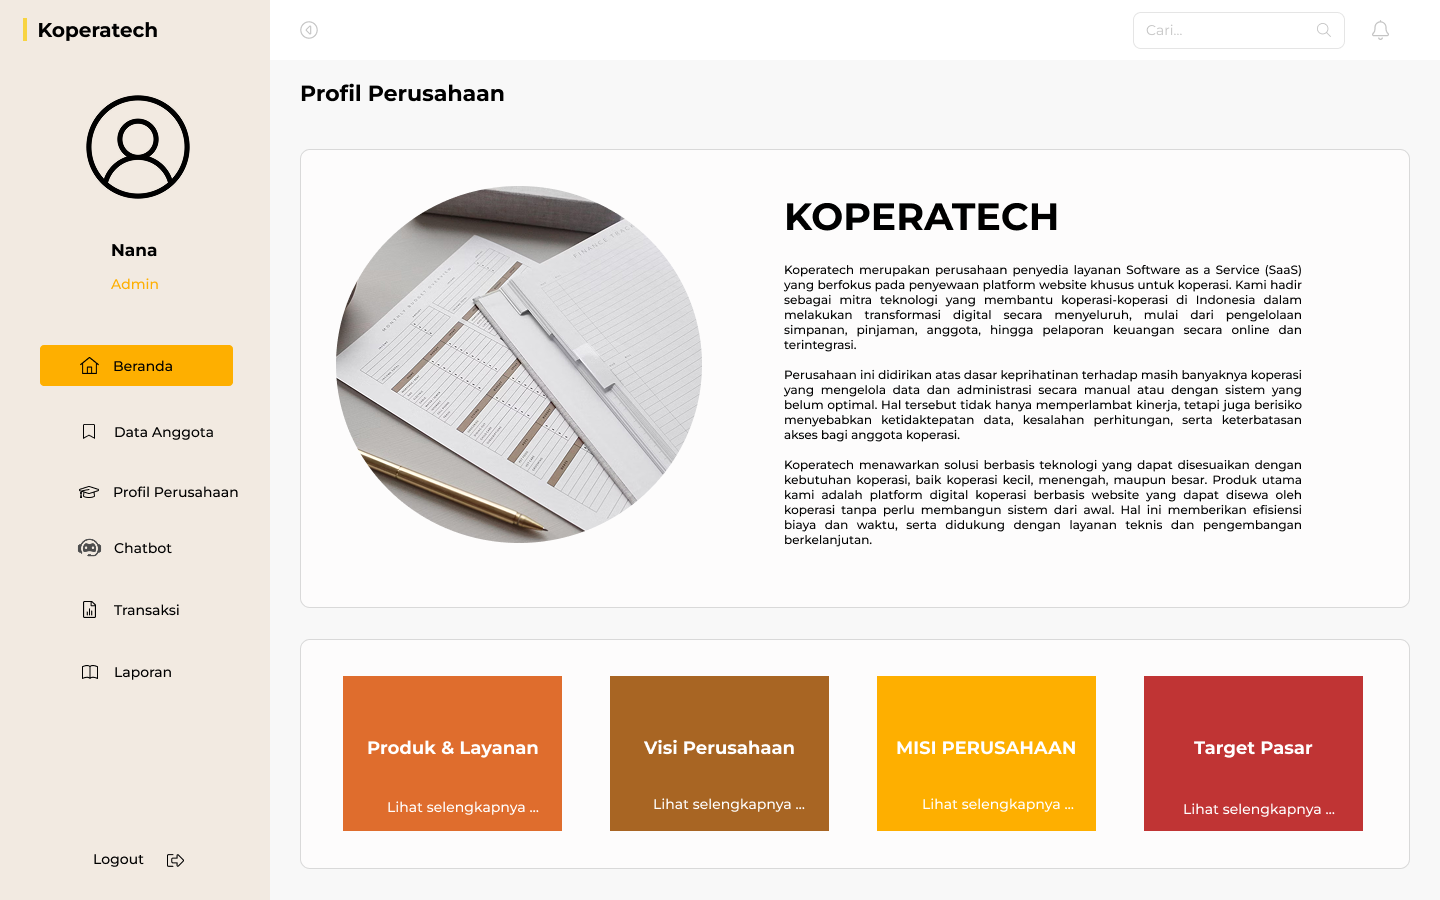 Koperatech
Cari...
Nana
Admin
Beranda
Data Anggota
Profil Perusahaan
Chatbot
Transaksi
Laporan
Logout
Profil Perusahaan
MONTHLY BUDGET OVERVIEW
KOPERATECH
Koperatech merupakan perusahaan penyedia layanan Software as a Service (SaaS)
yang berfokus pada penyewaan platform website khusus untuk koperasi. Kami hadir
sebagai mitra teknologi yang membantu koperasi-koperasi di Indonesia dalam
melakukan transformasi digital secara menyeluruh, mulai dari pengelolaan
simpanan, pinjaman, anggota, hingga pelaporan keuangan secara online dan
terintegrasi.
Perusahaan ini didirikan atas dasar keprihatinan terhadap masih banyaknya koperasi
yang mengelola data dan administrasi secara manual atau dengan sistem yang
belum optimal. Hal tersebut tidak hanya memperlambat kinerja, tetapi juga berisiko
menyebabkan ketidaktepatan data, kesalahan perhitungan, serta keterbatasan
akses bagi anggota koperasi.
Koperatech menawarkan solusi berbasis teknologi yang dapat disesuaikan dengan
kebutuhan koperasi, baik koperasi kecil, menengah, maupun besar. Produk utama
kami adalah platform digital koperasi berbasis website yang dapat disewa oleh
koperasi tanpa perlu membangun sistem dari awal. Hal ini memberikan efisiensi
biaya dan waktu, serta didukung dengan layanan teknis dan pengembangan
berkelanjutan.
Produk & Layanan
Lihat selengkapnya ...
Visi Perusahaan
Lihat selengkapnya ...
MISI PERUSAHAAN
Lihat selengkapnya ...
Target Pasar
Lihat selengkapnya ...